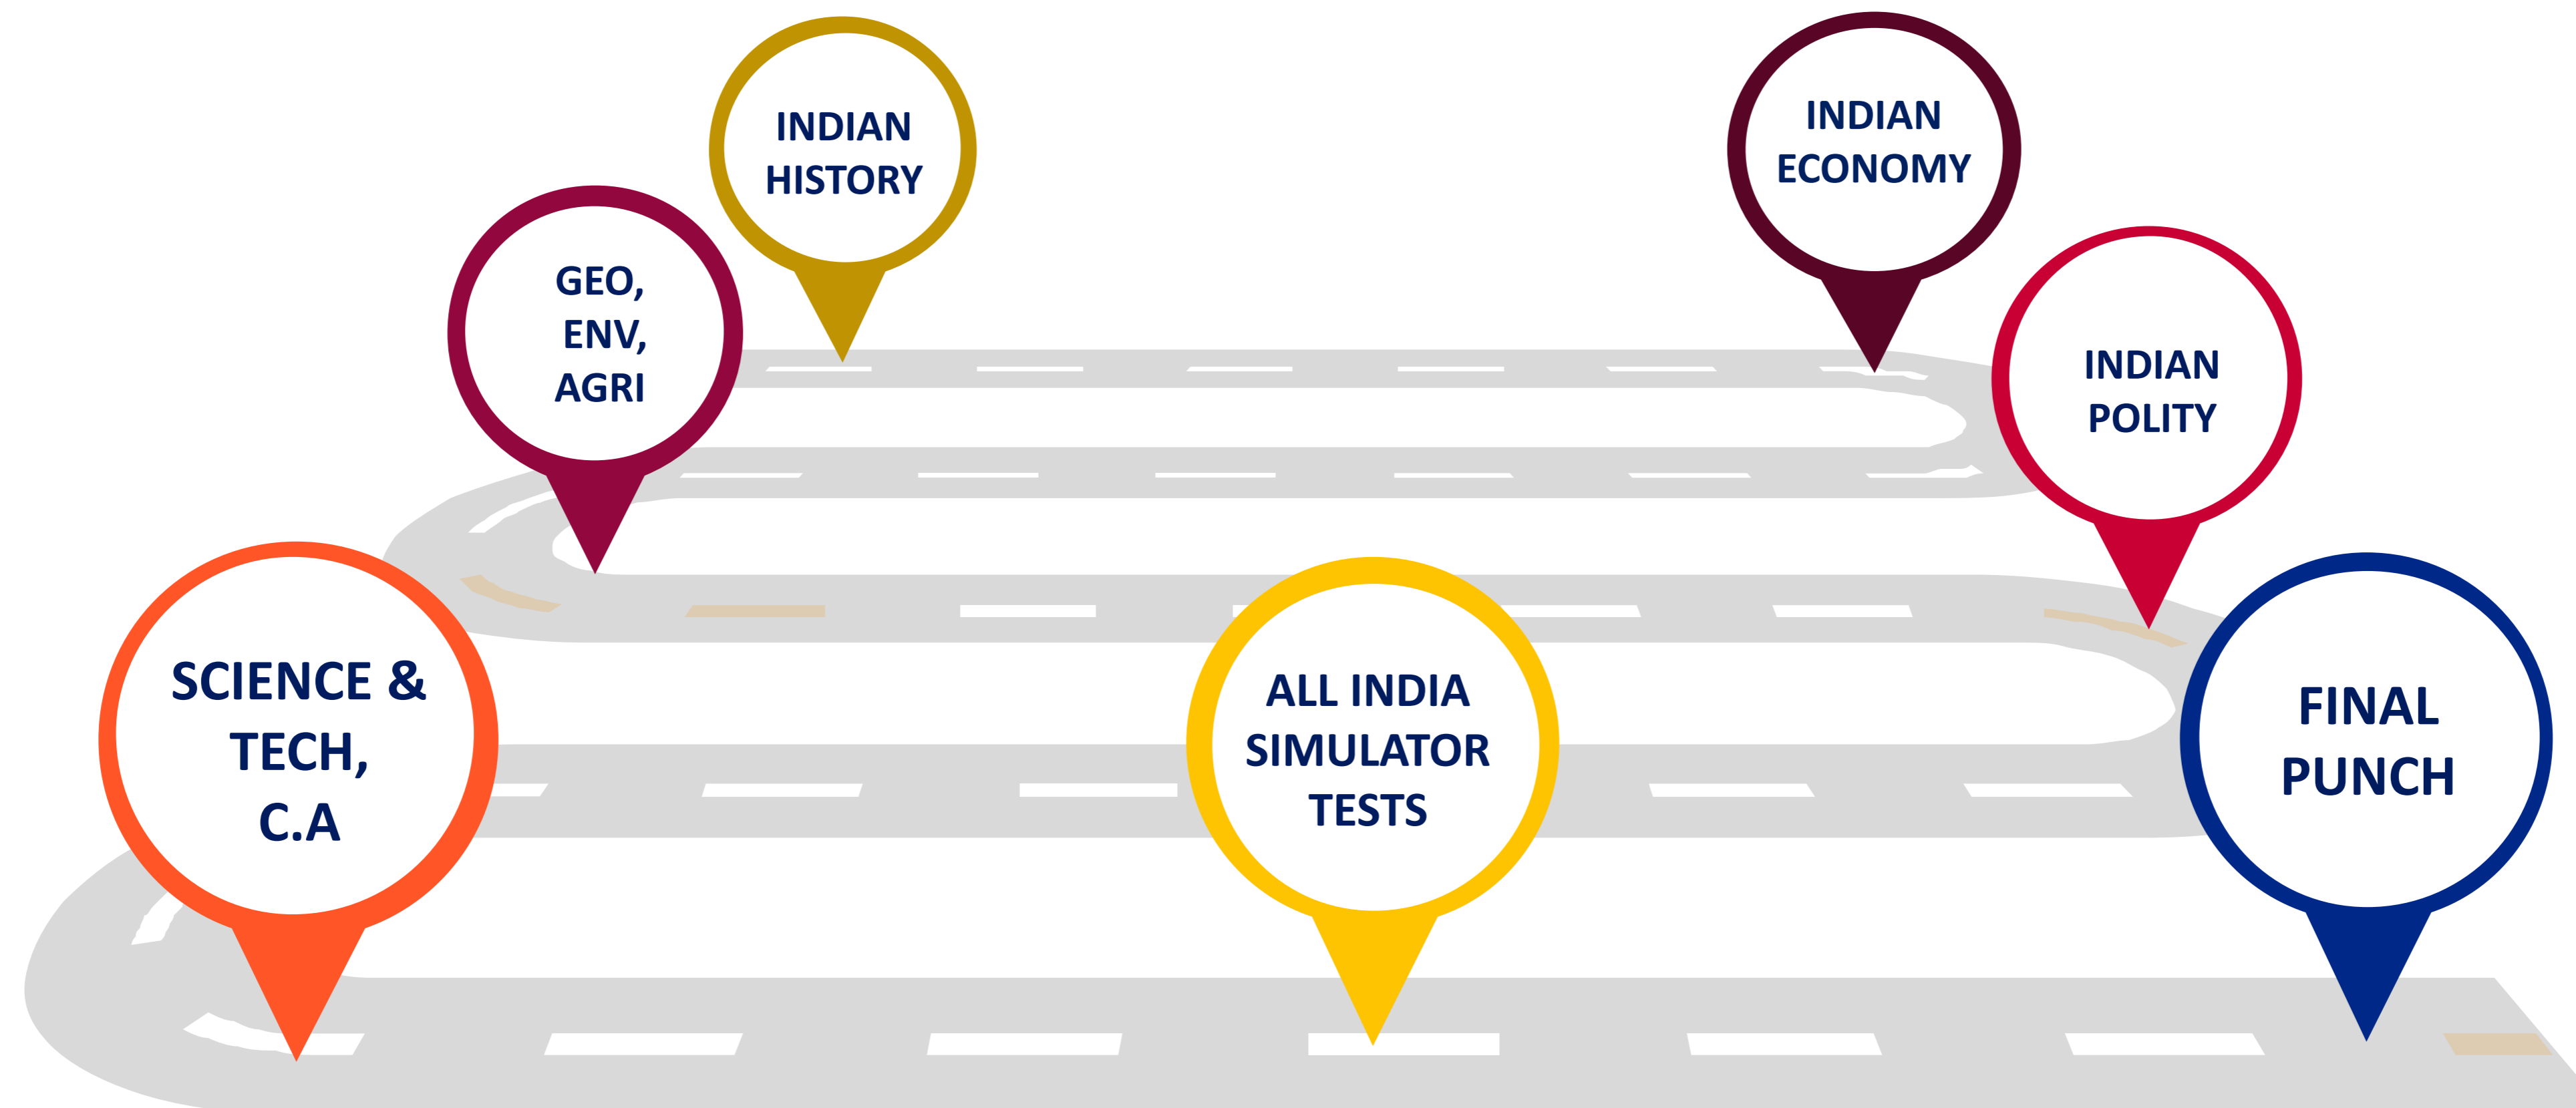 INDIAN
HISTORY
INDIAN
ECONOMY
GEO,
ENV,
AGRI
INDIAN
POLITY
SCIENCE &
TECH,
C.A
ALL INDIA
SIMULATOR
TESTS
FINAL
PUNCH